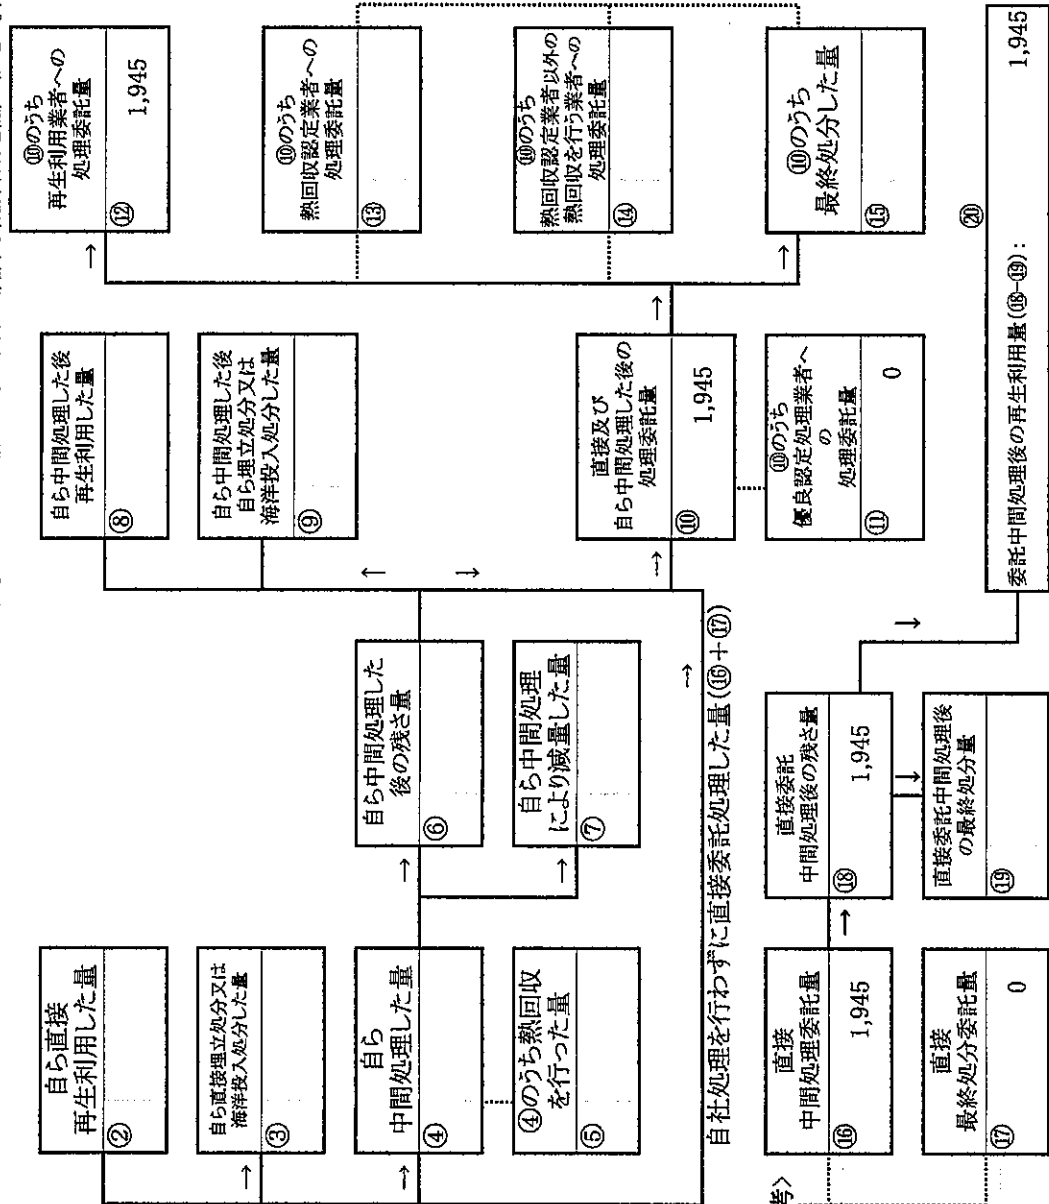 自ら直接
再生利用した量
②
自ら直接埋立処分又は
海洋投入処分した量
③
自ら
中間処理した量
④
④のうち熱回収
を行った量
⑤
自ら中間処理した
後の残さ量
⑥
自ら中間処理
により減量した量
⑦
自ら中間処理した後
再生利用した量
⑧
自ら中間処理した後
自ら埋立処分又は
海洋投入処分した量
⑨
直接及び
自ら中間処理した後の
処理委託量
⑩
1,945
⑩のうち
優良認定処理業者へ
の
処理委託量
⑪
0
⑩のうち
再生利用業者への
処理委託量
⑫
1,945
⑩のうち
熱回収認定業者への
処理委託量
⑬
⑩のうち
熱回収認定業者以外の
熱回収を行う業者への
処理委託量
⑭
⑩のうち
最終処分した量
⑮
自社処理を行わずに直接委託処理した量(⑯+⑰)
考>
直接
中間処理委託量
⑯
1,945
直接
最終処分委託量
⑰
0
直接委託
中間処理後の残さ量
⑱
1,945
直接委託中間処理後
の最終処分量
⑲
⑳
委託中間処理後の再生利用量(⑱-⑲):
1,945